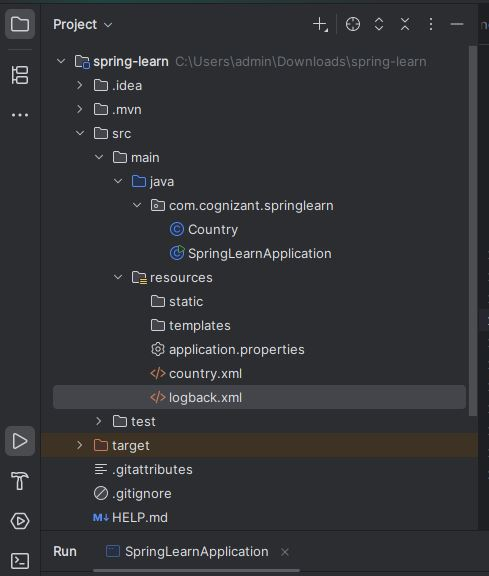 Project
spring-learn C:\Users\admin\Downloads\spring-learn
.idea
.mvn
src
main
java
com.cognizant.springlearn
Country
SpringLearnApplication
resources
static
templates
application.properties
country.xml
logback.xml
test
target
.gitattributes
.gitignore
HELP.md
Run SpringLearnApplication